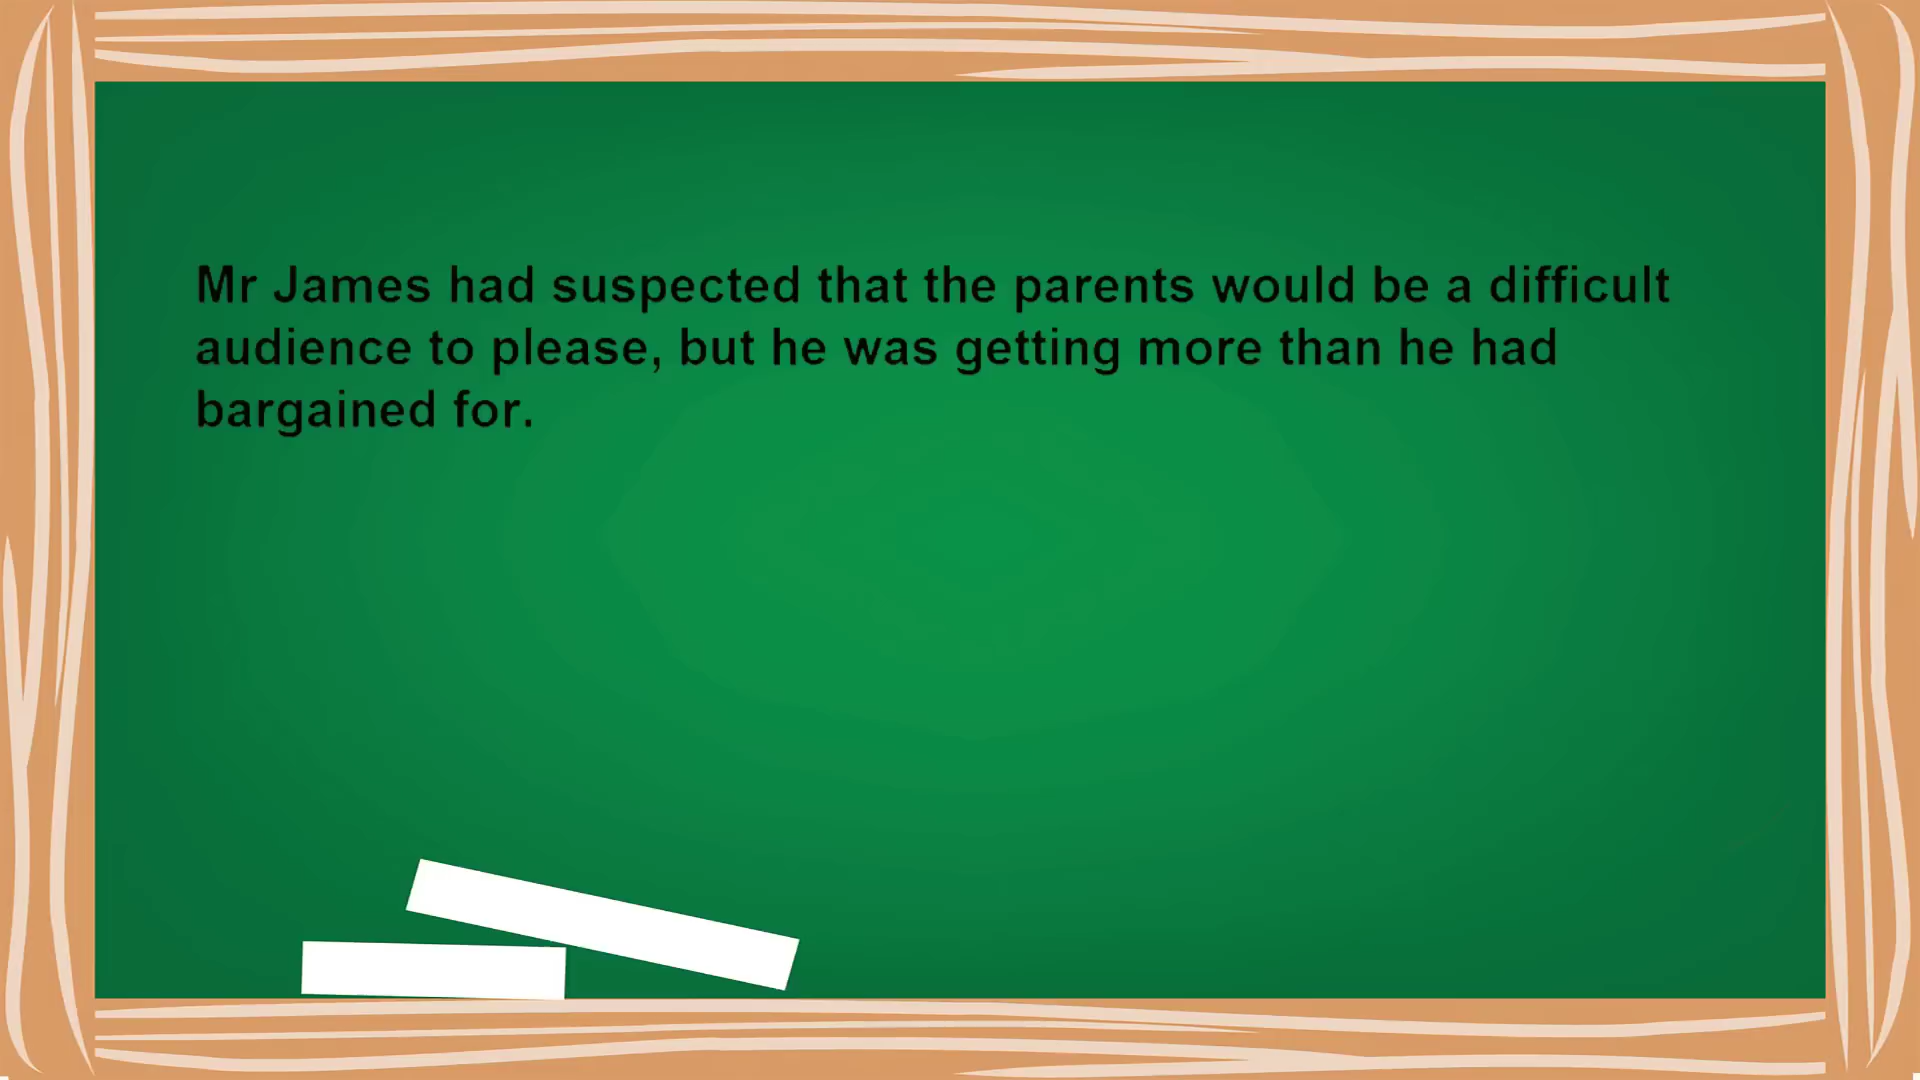 Mr James had suspected that the parents would be a difficult
audience to please, but he was getting more than he had
bargained for.